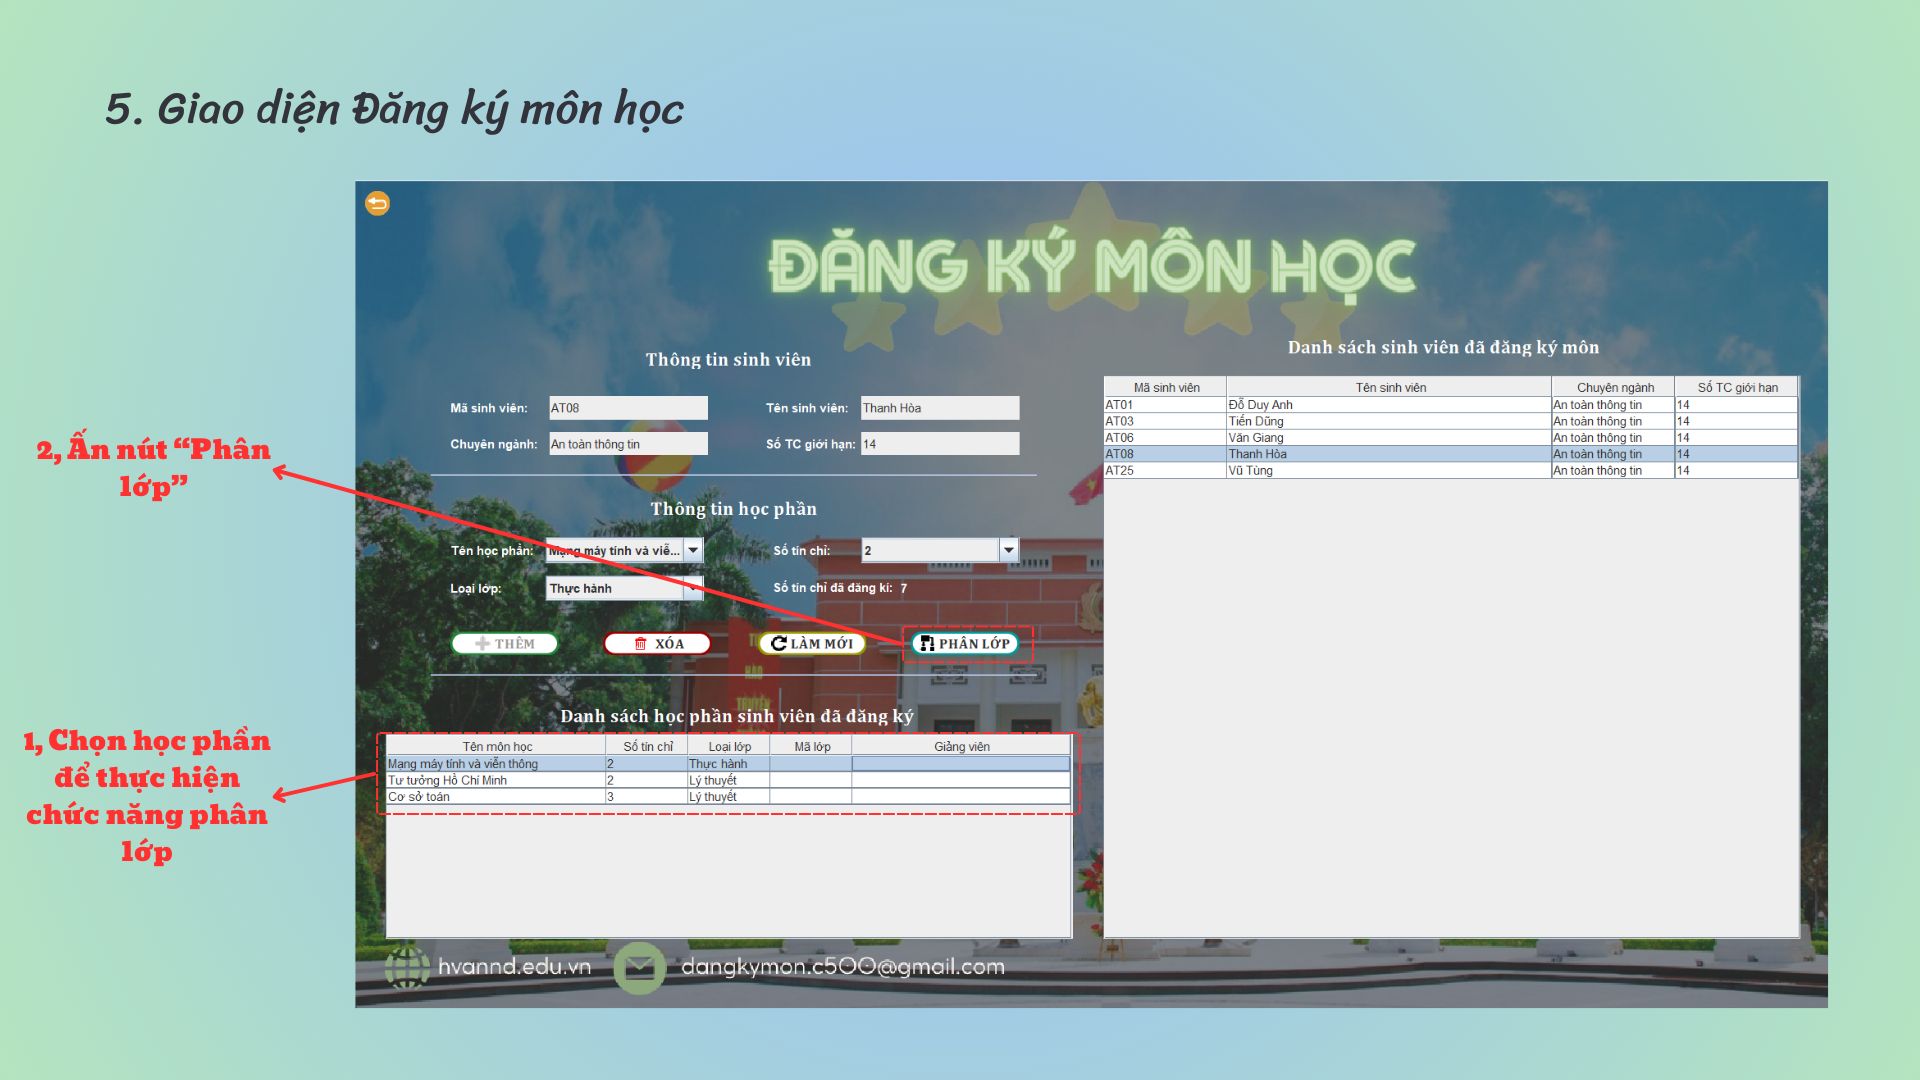 5. Giao diện Đăng ký môn học
ĐĂNG KÝ MÔN HỌC
Thông tin sinh viên
Mã sinh viên: AT08 Tên sinh viên: Thanh Hòa
Chuyên ngành: An toàn thông tin Số TC giới hạn: 14
Thông tin học phần
Tên học phần: Mạng máy tính và viễ... Số tín chỉ: 2
Loại lớp: Thực hành Số tín chỉ đã đăng kí: 7
THÊM XÓA LÀM MỚI PHÂN LỚP
Danh sách học phần sinh viên đã đăng ký
Tên môn học Số tín chỉ Loại lớp Mã lớp Giảng viên
Mạng máy tính và viễn thông 2 Thực hành
Tư tưởng Hồ Chí Minh 2 Lý thuyết
Cơ sở toán 3 Lý thuyết
Danh sách sinh viên đã đăng ký môn
Mã sinh viên Tên sinh viên Chuyên ngành Số TC giới hạn
AT01 Đỗ Duy Anh An toàn thông tin 14
AT03 Tiến Dũng An toàn thông tin 14
AT06 Văn Giang An toàn thông tin 14
AT08 Thanh Hòa An toàn thông tin 14
AT25 Vũ Tùng An toàn thông tin 14
2, Ấn nút “Phân
lớp”
1, Chọn học phần
để thực hiện
chức năng phân
lớp
hvannd.edu.vn dangkymon.c500@gmail.com